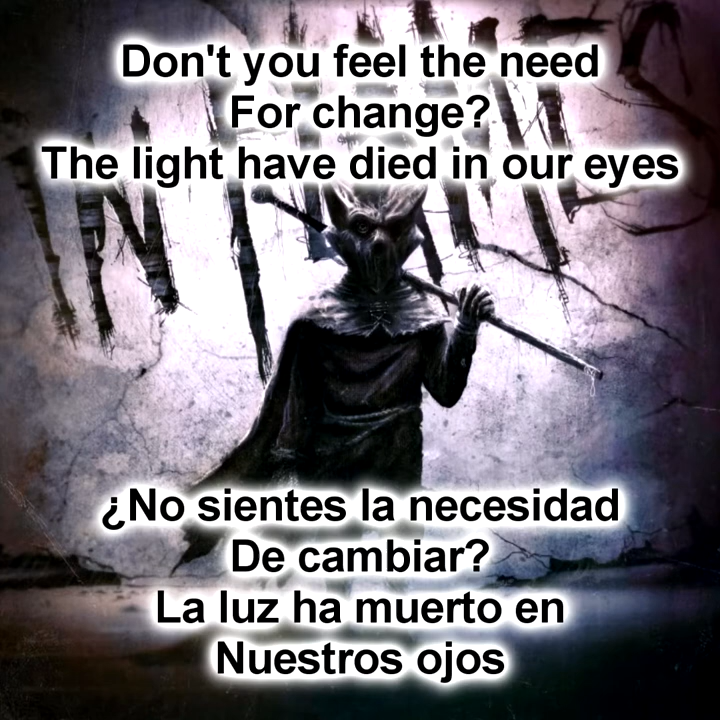 Don't you feel the need
For change?
The light have died in our eyes
¿No sientes la necesidad
De cambiar?
La luz ha muerto en
Nuestros ojos